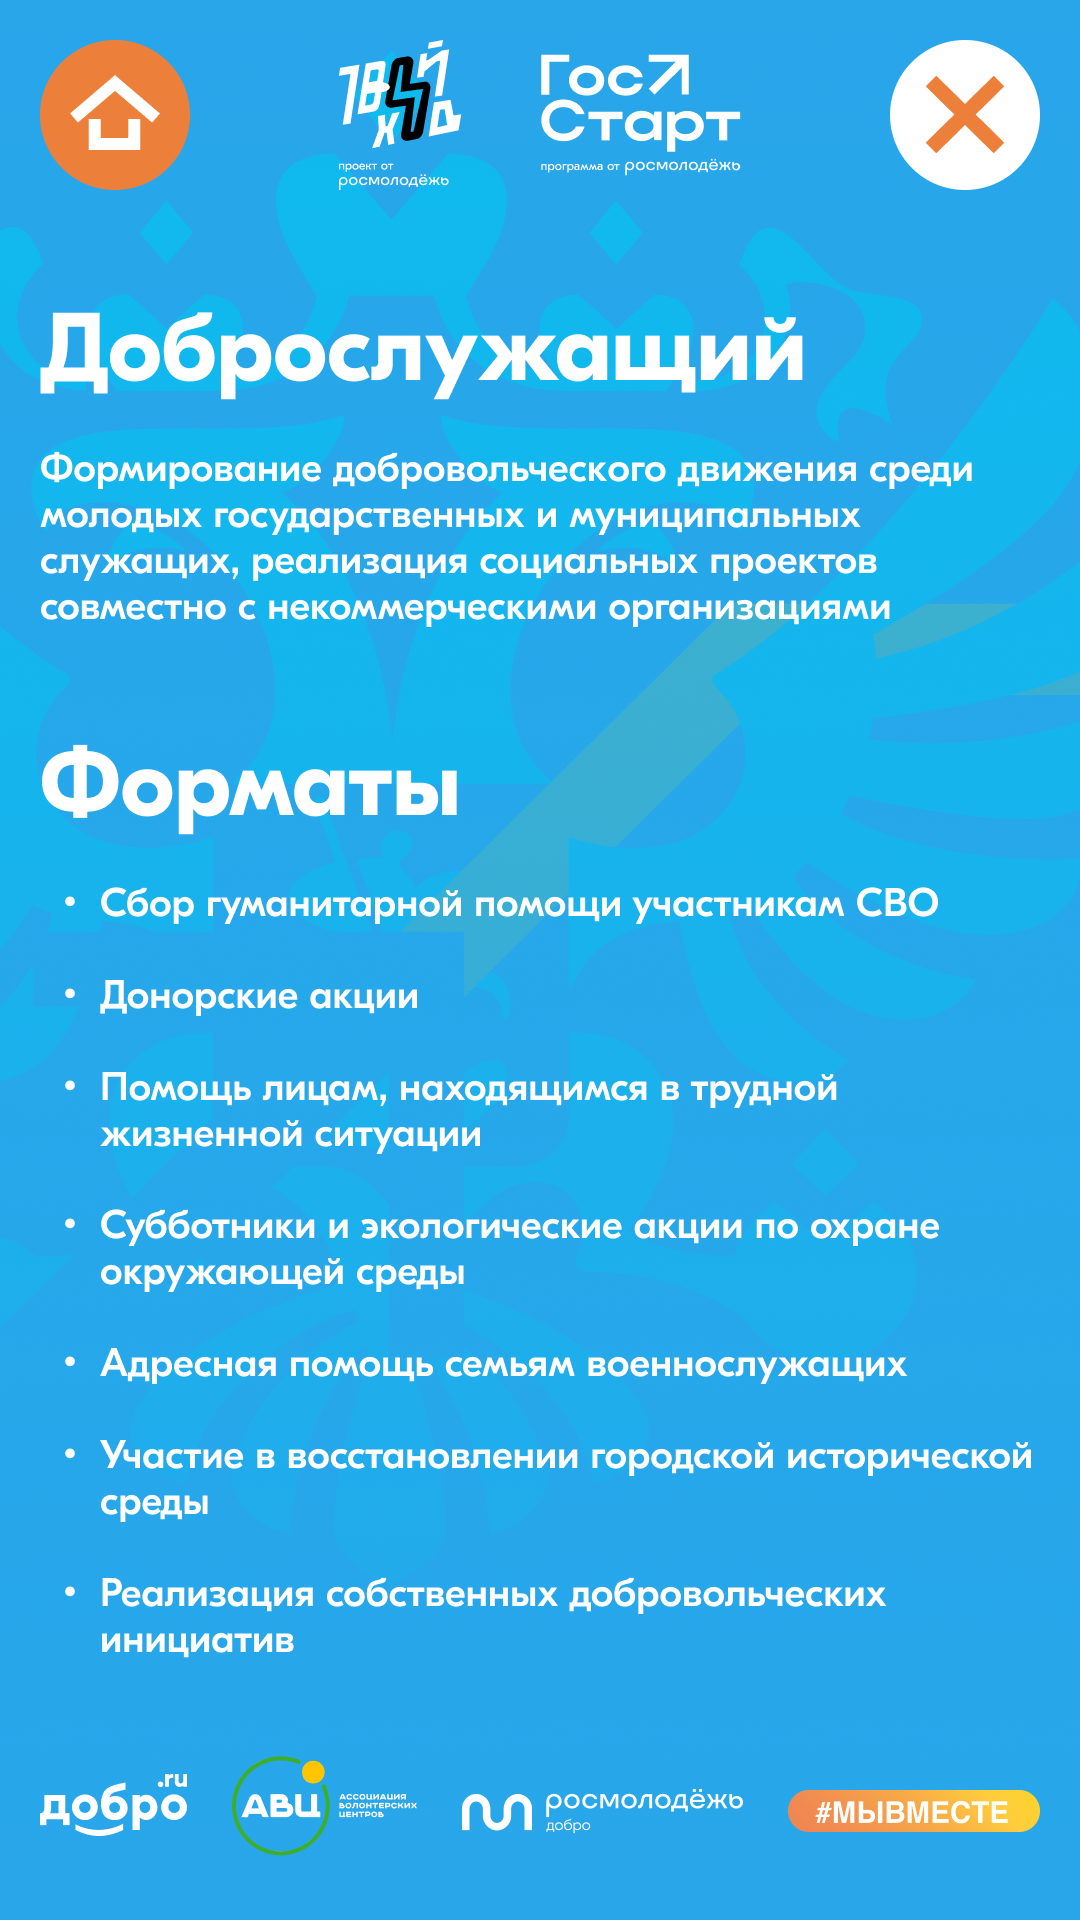 ТВОЙ
ХОД
проект от
росмолодёжь
Гос
Старт
программа от росмолодёжь
Доброслужащий
Формирование добровольческого движения среди
молодых государственных и муниципальных
служащих, реализация социальных проектов
совместно с некоммерческими организациями
Форматы
• Сбор гуманитарной помощи участникам СВО
• Донорские акции
• Помощь лицам, находящимся в трудной
жизненной ситуации
• Субботники и экологические акции по охране
окружающей среды
• Адресная помощь семьям военнослужащих
• Участие в восстановлении городской исторической
среды
• Реализация собственных добровольческих
инициатив
добро.ru
АВЦ
АССОЦИАЦИЯ
ВОЛОНТЕРСКИХ
ЦЕНТРОВ
росмолодёжь
добро
#МЫВМЕСТЕ